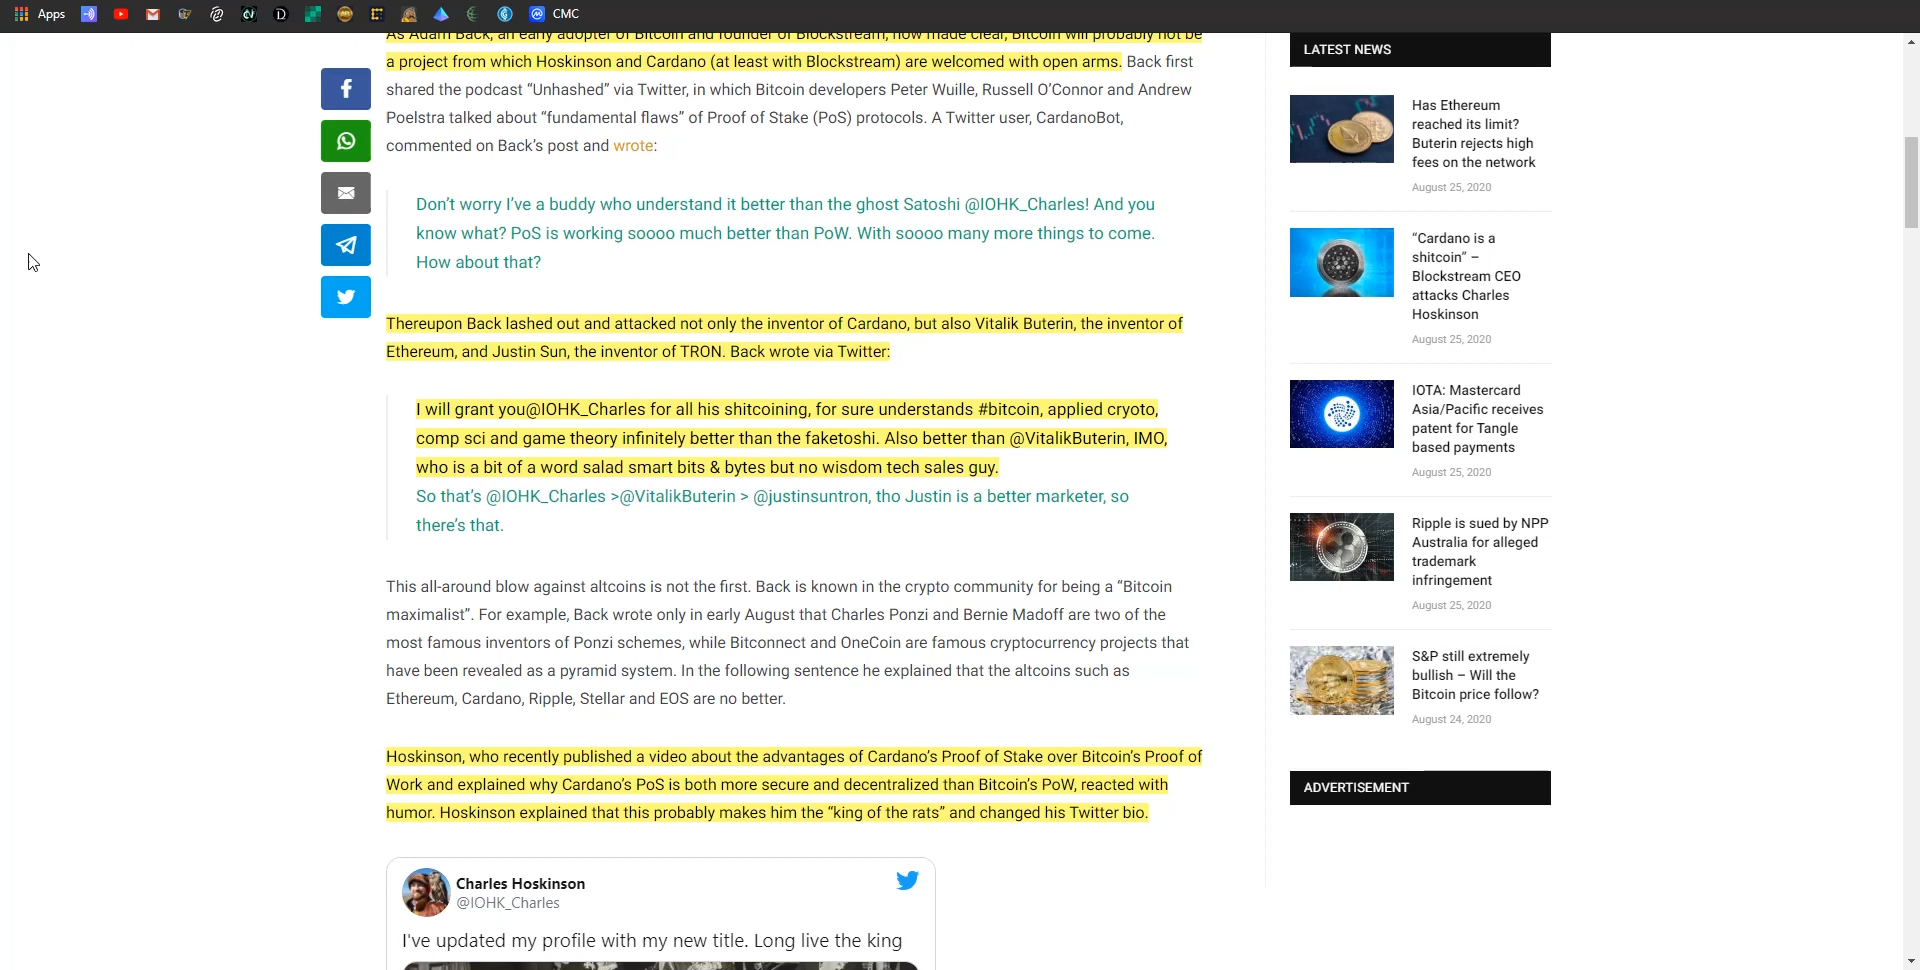 Apps
CMC
As Adam Back, an early adopter of Bitcoin and founder of Blockstream, now made clear, Bitcoin will probably not be
a project from which Hoskinson and Cardano (at least with Blockstream) are welcomed with open arms. Back first
shared the podcast “Unhashed” via Twitter, in which Bitcoin developers Peter Wuille, Russell O’Connor and Andrew
Poelstra talked about “fundamental flaws” of Proof of Stake (PoS) protocols. A Twitter user, CardanoBot,
commented on Back’s post and wrote:
Don’t worry I’ve a buddy who understand it better than the ghost Satoshi @IOHK_Charles! And you
know what? PoS is working soooo much better than PoW. With soooo many more things to come.
How about that?
Thereupon Back lashed out and attacked not only the inventor of Cardano, but also Vitalik Buterin, the inventor of
Ethereum, and Justin Sun, the inventor of TRON. Back wrote via Twitter:
I will grant you@IOHK_Charles for all his shitcoining, for sure understands #bitcoin, applied cryoto,
comp sci and game theory infinitely better than the faketoshi. Also better than @VitalikButerin, IMO,
who is a bit of a word salad smart bits & bytes but no wisdom tech sales guy.
So that’s @IOHK_Charles >@VitalikButerin > @justinsuntron, tho Justin is a better marketer, so
there’s that.
This all-around blow against altcoins is not the first. Back is known in the crypto community for being a “Bitcoin
maximalist”. For example, Back wrote only in early August that Charles Ponzi and Bernie Madoff are two of the
most famous inventors of Ponzi schemes, while Bitconnect and OneCoin are famous cryptocurrency projects that
have been revealed as a pyramid system. In the following sentence he explained that the altcoins such as
Ethereum, Cardano, Ripple, Stellar and EOS are no better.
Hoskinson, who recently published a video about the advantages of Cardano’s Proof of Stake over Bitcoin’s Proof of
Work and explained why Cardano’s PoS is both more secure and decentralized than Bitcoin’s PoW, reacted with
humor. Hoskinson explained that this probably makes him the “king of the rats” and changed his Twitter bio.
Charles Hoskinson
@IOHK_Charles
I've updated my profile with my new title. Long live the king
LATEST NEWS
Has Ethereum
reached its limit?
Buterin rejects high
fees on the network
August 25, 2020
“Cardano is a
shitcoin” –
Blockstream CEO
attacks Charles
Hoskinson
August 25, 2020
IOTA: Mastercard
Asia/Pacific receives
patent for Tangle
based payments
August 25, 2020
Ripple is sued by NPP
Australia for alleged
trademark
infringement
August 25, 2020
S&P still extremely
bullish – Will the
Bitcoin price follow?
August 24, 2020
ADVERTISEMENT